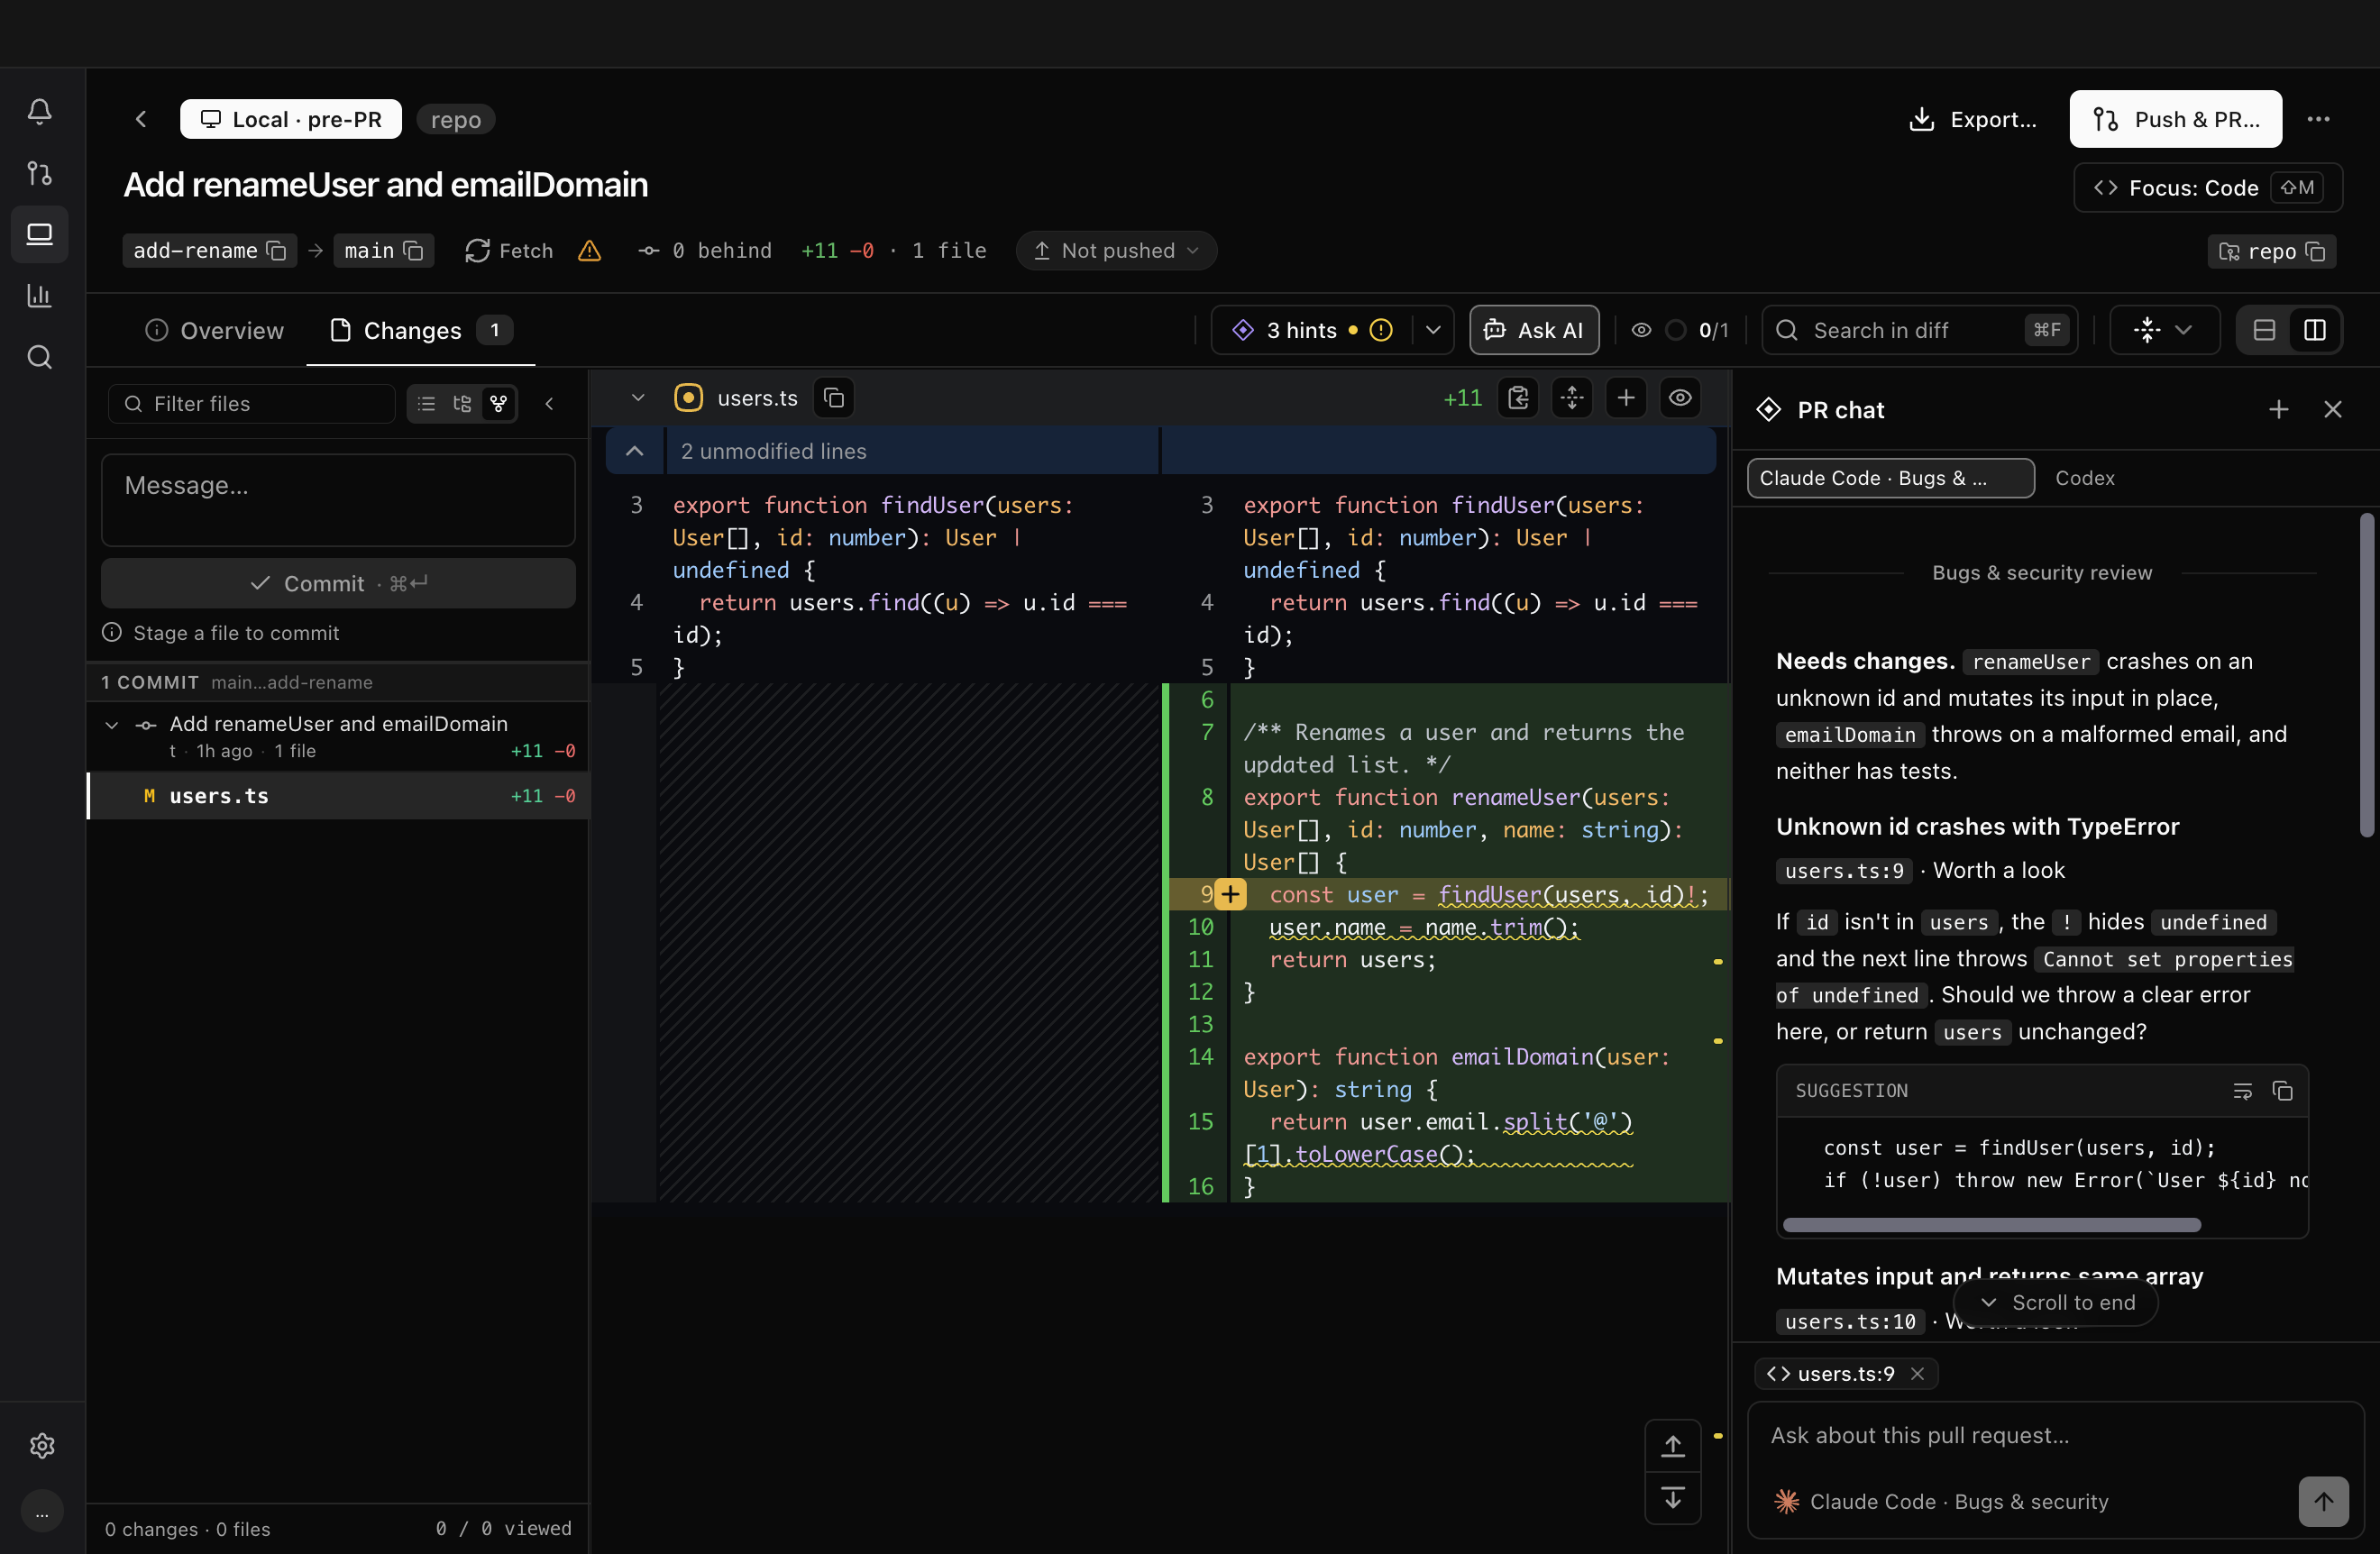 Local · pre-PR
repo
Export...
Push & PR...
Add renameUser and emailDomain
Focus: Code ⇧M
add-rename → main
Fetch
0 behind
+11 −0 · 1 file
Not pushed
repo
Overview
Changes 1
3 hints
Ask AI
0/1
Search in diff ⌘F
Filter files
Message...
Commit · ⌘↵
Stage a file to commit
1 COMMIT main...add-rename
Add renameUser and emailDomain
t · 1h ago · 1 file +11 −0
M users.ts +11 −0
0 changes · 0 files 0 / 0 viewed
users.ts +11
2 unmodified lines
3 export function findUser(users:
User[], id: number): User |
undefined {
4 return users.find((u) => u.id ===
id);
5 }
3 export function findUser(users:
User[], id: number): User |
undefined {
4 return users.find((u) => u.id ===
id);
5 }
6
7 /** Renames a user and returns the
updated list. */
8 export function renameUser(users:
User[], id: number, name: string):
User[] {
9 const user = findUser(users, id)!;
10 user.name = name.trim();
11 return users;
12 }
13
14 export function emailDomain(user:
User): string {
15 return user.email.split('@')
[1].toLowerCase();
16 }
PR chat
Claude Code · Bugs & ...
Codex
Bugs & security review
Needs changes. renameUser crashes on an
unknown id and mutates its input in place,
emailDomain throws on a malformed email, and
neither has tests.
Unknown id crashes with TypeError
users.ts:9 · Worth a look
If id isn't in users, the ! hides undefined
and the next line throws Cannot set properties
of undefined. Should we throw a clear error
here, or return users unchanged?
SUGGESTION
const user = findUser(users, id);
if (!user) throw new Error(`User ${id}
Mutates input and returns same array
users.ts:10 ·
Scroll to end
users.ts:9
Ask about this pull request...
Claude Code · Bugs & security